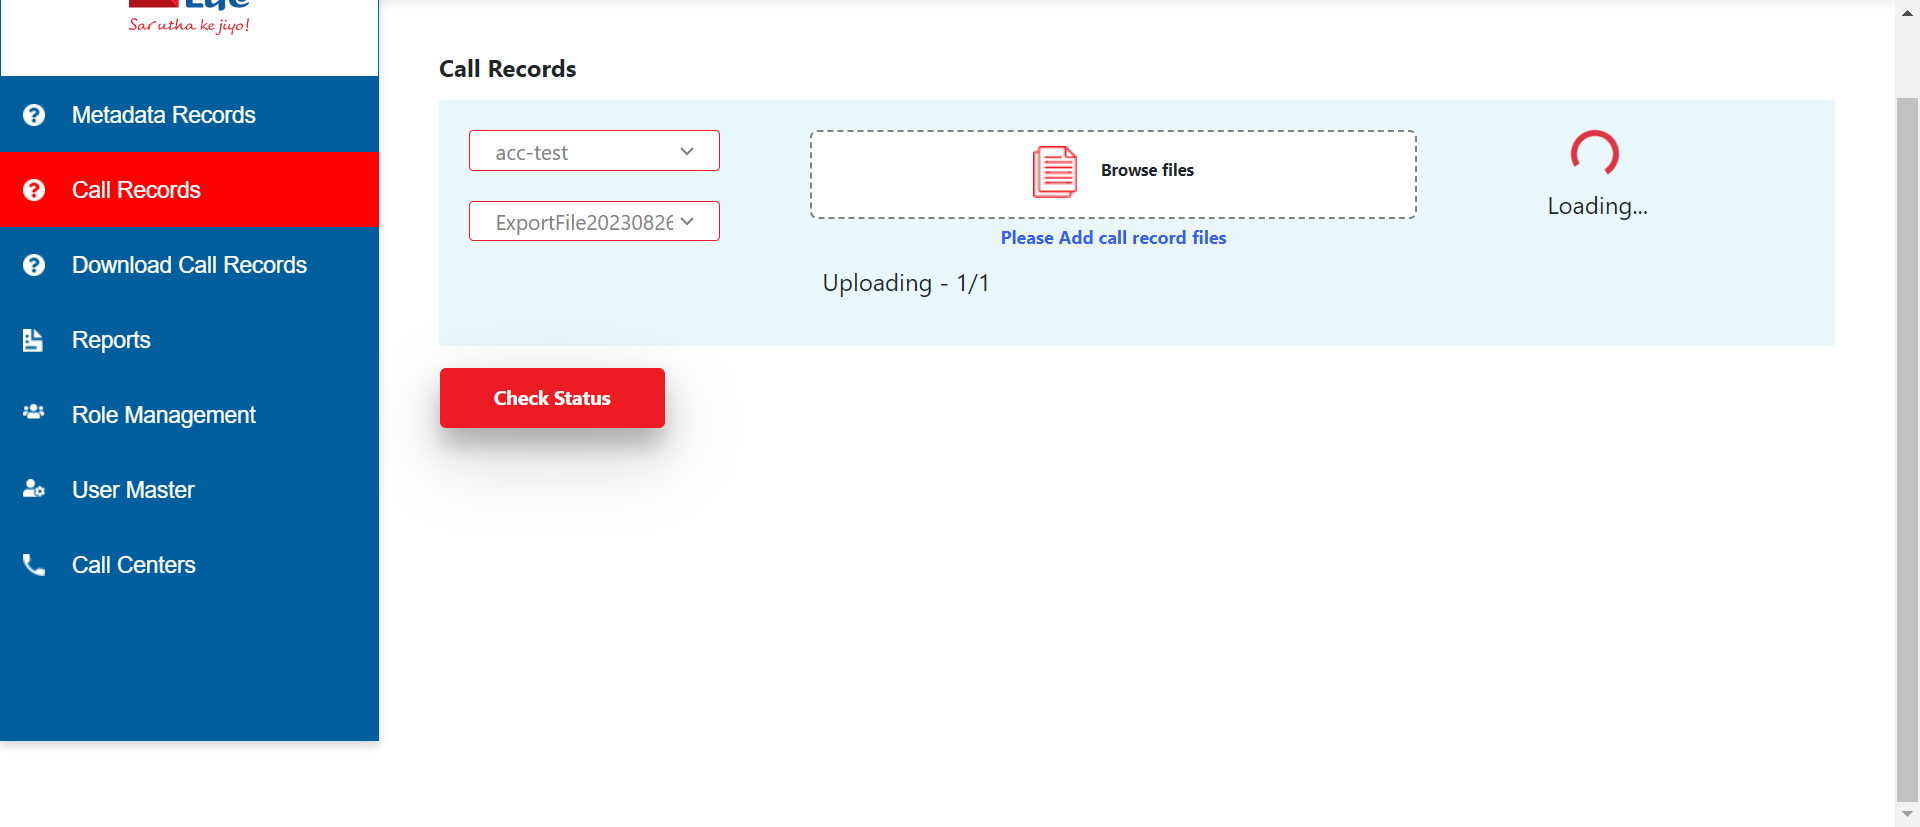 Sar utha ke jiyo!
Metadata Records
Call Records
Download Call Records
Reports
Role Management
User Master
Call Centers
Call Records
acc-test
ExportFile20230826
Browse files
Please Add call record files
Uploading - 1/1
Loading...
Check Status